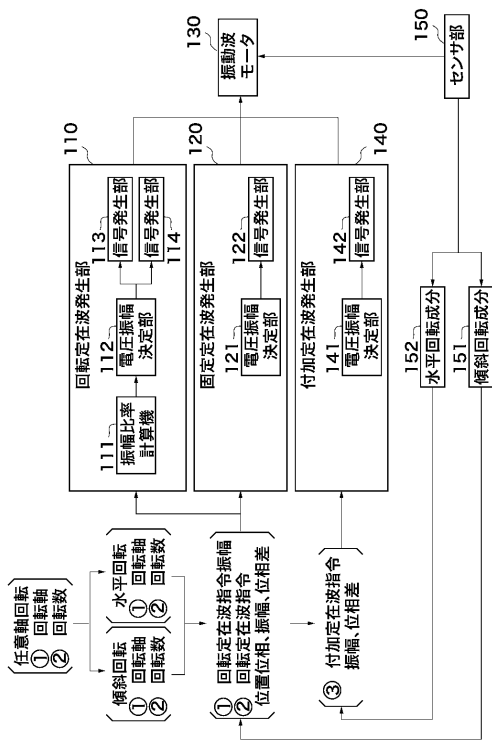 任意軸回転
① 回転軸
② 回転数
傾斜回転
① 回転軸
② 回転数
水平回転
① 回転軸
② 回転数
① 回転定在波指令振幅
② 回転定在波指令
位置位相、振幅、位相差
③ 付加定在波指令
振幅、位相差
110
回転定在波発生部
111
振幅比率
計算機
112
電圧振幅
決定部
113
信号発生部
信号発生部
114
120
固定定在波発生部
121
電圧振幅
決定部
122
信号発生部
140
付加定在波発生部
141
電圧振幅
決定部
142
信号発生部
130
振動波
モータ
150
センサ部
152
水平回転成分
151
傾斜回転成分